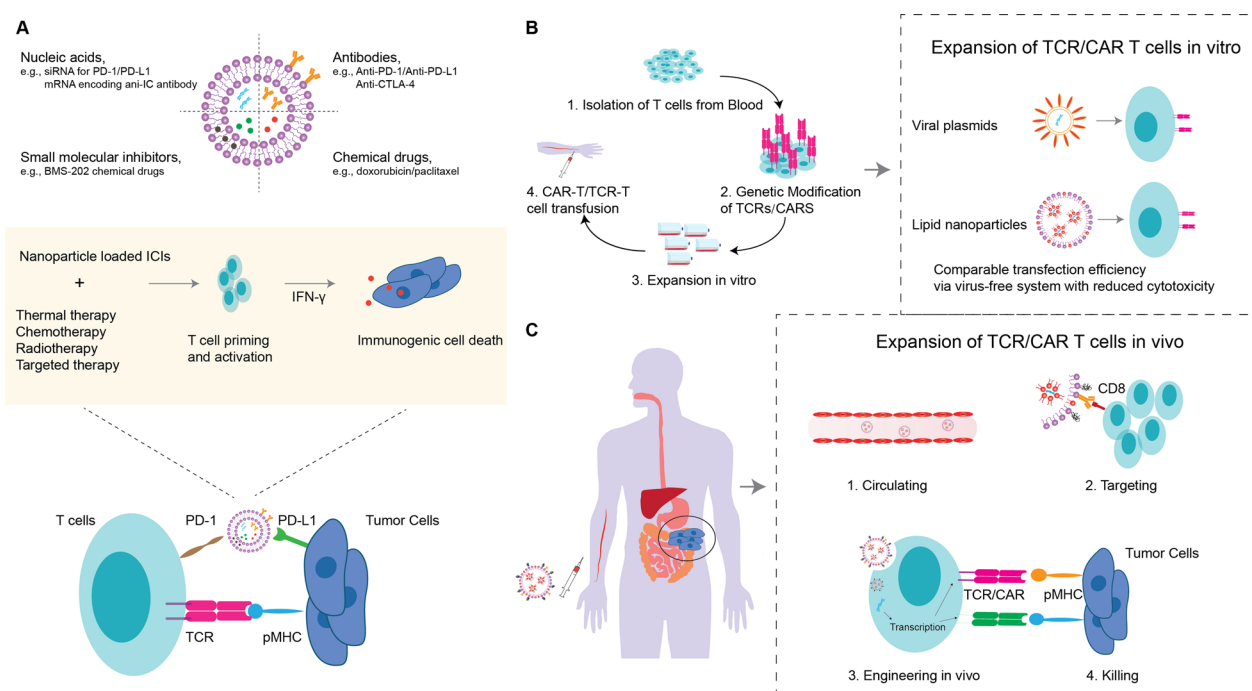 A
Nucleic acids,
e.g., siRNA for PD-1/PD-L1
mRNA encoding ani-IC antibody
Antibodies,
e.g., Anti-PD-1/Anti-PD-L1
Anti-CTLA-4
Small molecular inhibitors,
e.g., BMS-202 chemical drugs
Chemical drugs,
e.g., doxorubicin/paclitaxel
Nanoparticle loaded ICIs
+
Thermal therapy
Chemotherapy
Radiotherapy
Targeted therapy
T cell priming
and activation
IFN-γ
Immunogenic cell death
T cells
PD-1
PD-L1
Tumor Cells
TCR
pMHC
B
1. Isolation of T cells from Blood
2. Genetic Modification
of TCRs/CARS
3. Expansion in vitro
4. CAR-T/TCR-T
cell transfusion
Expansion of TCR/CAR T cells in vitro
Viral plasmids
Lipid nanoparticles
Comparable transfection efficiency
via virus-free system with reduced cytotoxicity
C
Expansion of TCR/CAR T cells in vivo
1. Circulating
CD8
2. Targeting
Transcription
TCR/CAR
pMHC
Tumor Cells
3. Engineering in vivo
4. Killing